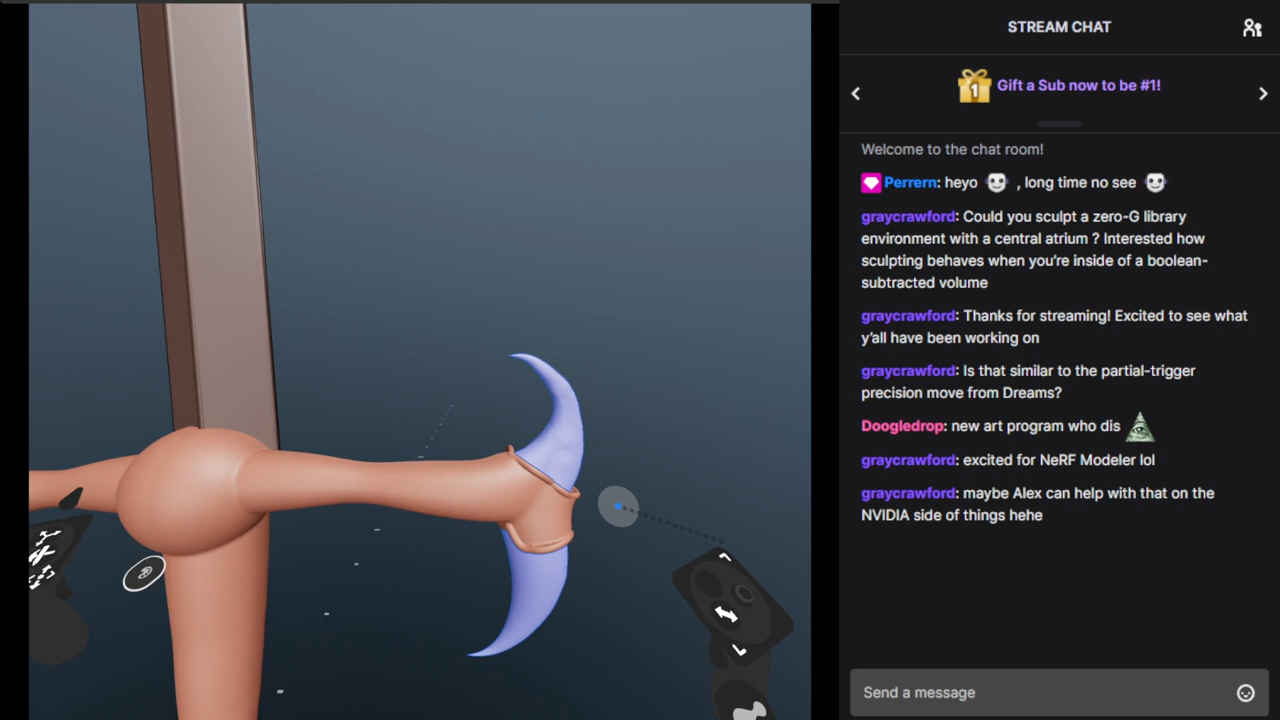 STREAM CHAT
1
Gift a Sub now to be #1!
Welcome to the chat room!
Perrern: heyo , long time no see
graycrawford: Could you sculpt a zero-G library
environment with a central atrium ? Interested how
sculpting behaves when you're inside of a boolean-
subtracted volume
graycrawford: Thanks for streaming! Excited to see what
y'all have been working on
graycrawford: Is that similar to the partial-trigger
precision move from Dreams?
Doogledrop: new art program who dis
graycrawford: excited for NeRF Modeler lol
graycrawford: maybe Alex can help with that on the
NVIDIA side of things hehe
Send a message